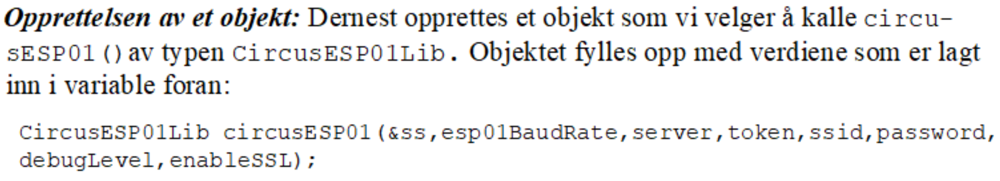 Opprettelsen av et objekt: Dernest opprettes et objekt som vi velger å kalle circu-
sESP01() av typen CircusESP01Lib. Objektet fylles opp med verdiene som er lagt
inn i variable foran:
CircusESP01Lib circusESP01(&ss,esp01BaudRate,server,token,ssid,password,
debugLevel,enableSSL);